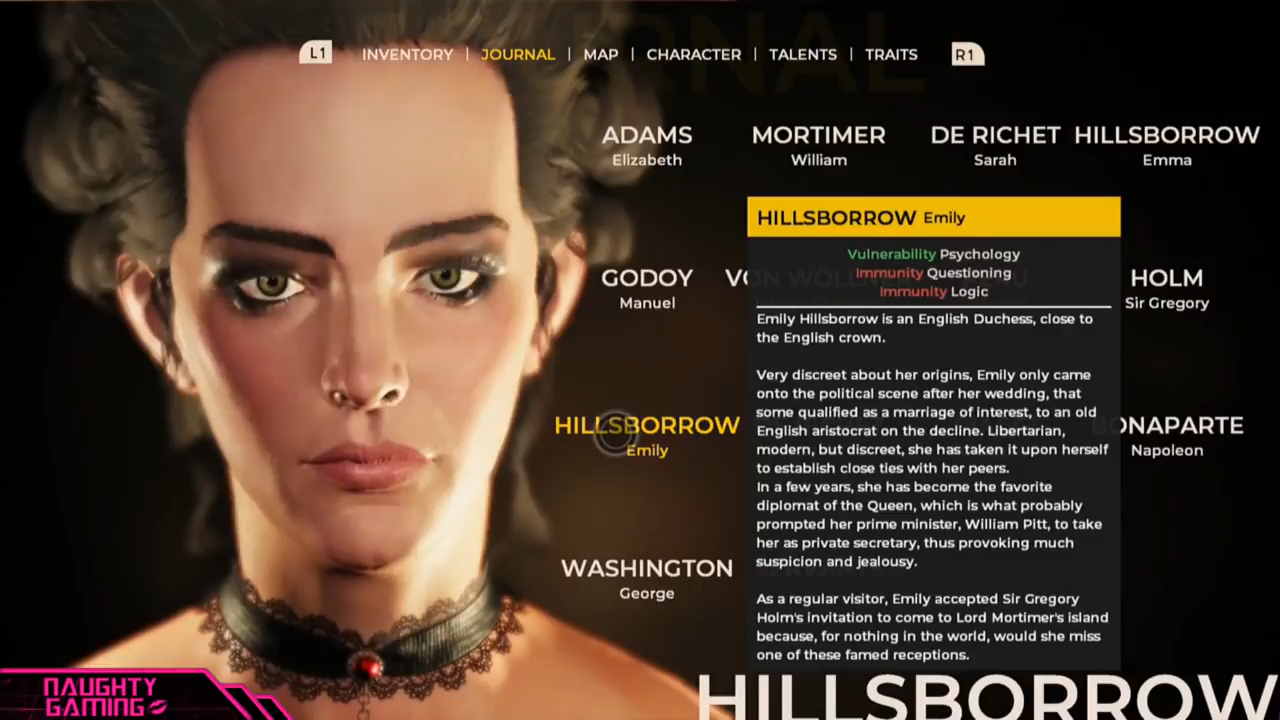 L1 INVENTORY | JOURNAL | MAP | CHARACTER | TALENTS | TRAITS R1
ADAMS
Elizabeth
MORTIMER
William
DE RICHET
Sarah
HILLSBORROW
Emma
HILLSBORROW Emily
Vulnerability Psychology
Immunity Questioning
Immunity Logic
Emily Hillsborrow is an English Duchess, close to
the English crown.
Very discreet about her origins, Emily only came
onto the political scene after her wedding, that
some qualified as a marriage of interest, to an old
English aristocrat on the decline. Libertarian,
modern, but discreet, she has taken it upon herself
to establish close ties with her peers.
In a few years, she has become the favorite
diplomat of the Queen, which is what probably
prompted her prime minister, William Pitt, to take
her as private secretary, thus provoking much
suspicion and jealousy.
As a regular visitor, Emily accepted Sir Gregory
Holm's invitation to come to Lord Mortimer's island
because, for nothing in the world, would she miss
one of these famed receptions.
GODOY
Manuel
HOLM
Sir Gregory
HILLSBORROW
Emily
BONAPARTE
Napoleon
WASHINGTON
George
HILLSBORROW
NAUGHTY
GAMING